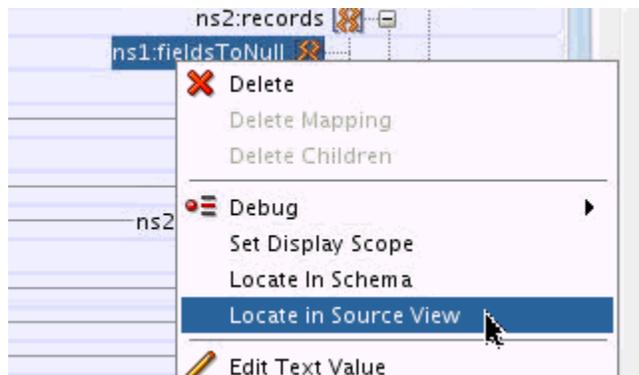 ns2:records
ns1:fieldsToNull
Delete
Delete Mapping
Delete Children
ns2
Debug
Set Display Scope
Locate In Schema
Locate in Source View
Edit Text Value